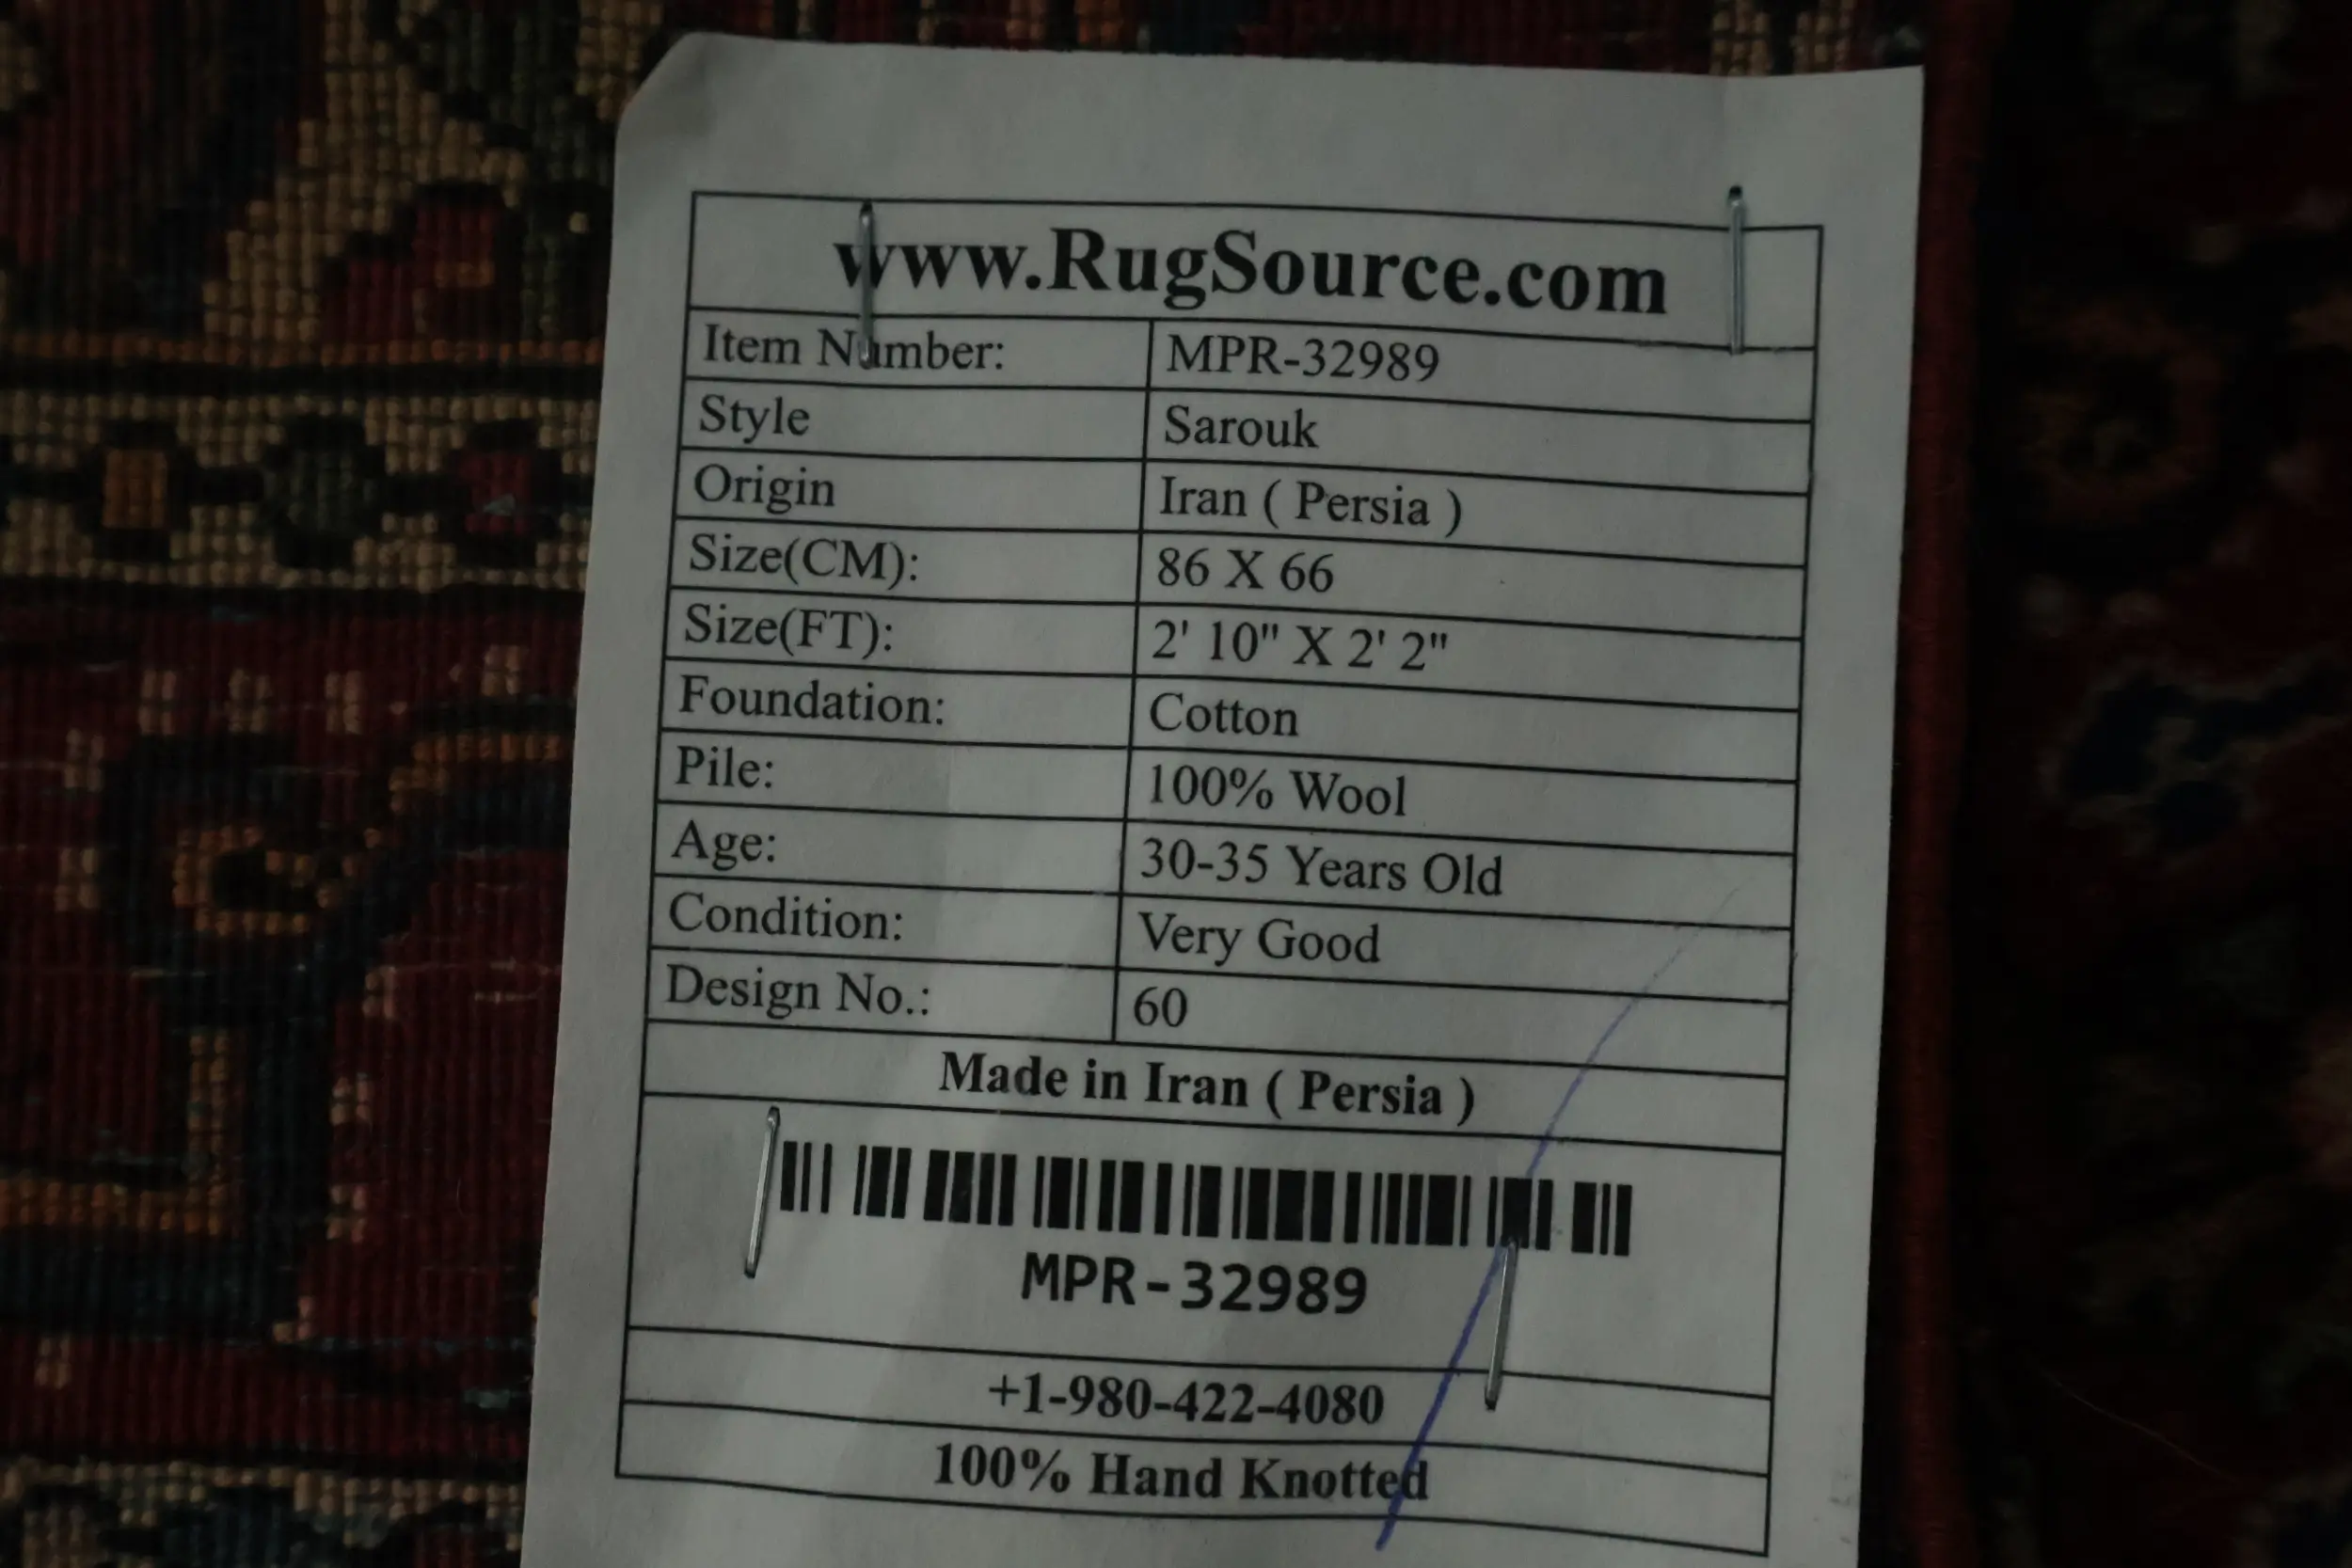 www.RugSource.com
Item Number: MPR-32989
Style Sarouk
Origin Iran ( Persia )
Size(CM): 86 X 66
Size(FT): 2' 10" X 2' 2"
Foundation: Cotton
Pile: 100% Wool
Age: 30-35 Years Old
Condition: Very Good
Design No.: 60
Made in Iran ( Persia )
MPR-32989
+1-980-422-4080
100% Hand Knotted